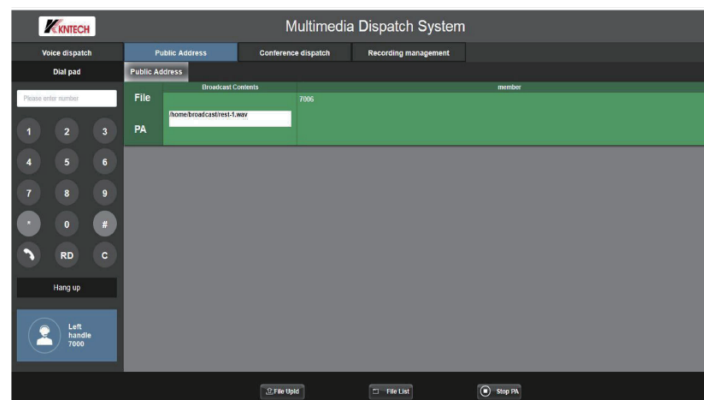 KNTECH
Multimedia Dispatch System
Voice dispatch
Public Address
Conference dispatch
Recording management
Dial pad
Public Address
Please enter number
Broadcast Contents
member
File
7006
/home/broadcast/rest-1.wav
PA
1 2 3
4 5 6
7 8 9
* 0 #
RD C
Hang up
Left
handle
7000
File Upld
File List
Stop PA